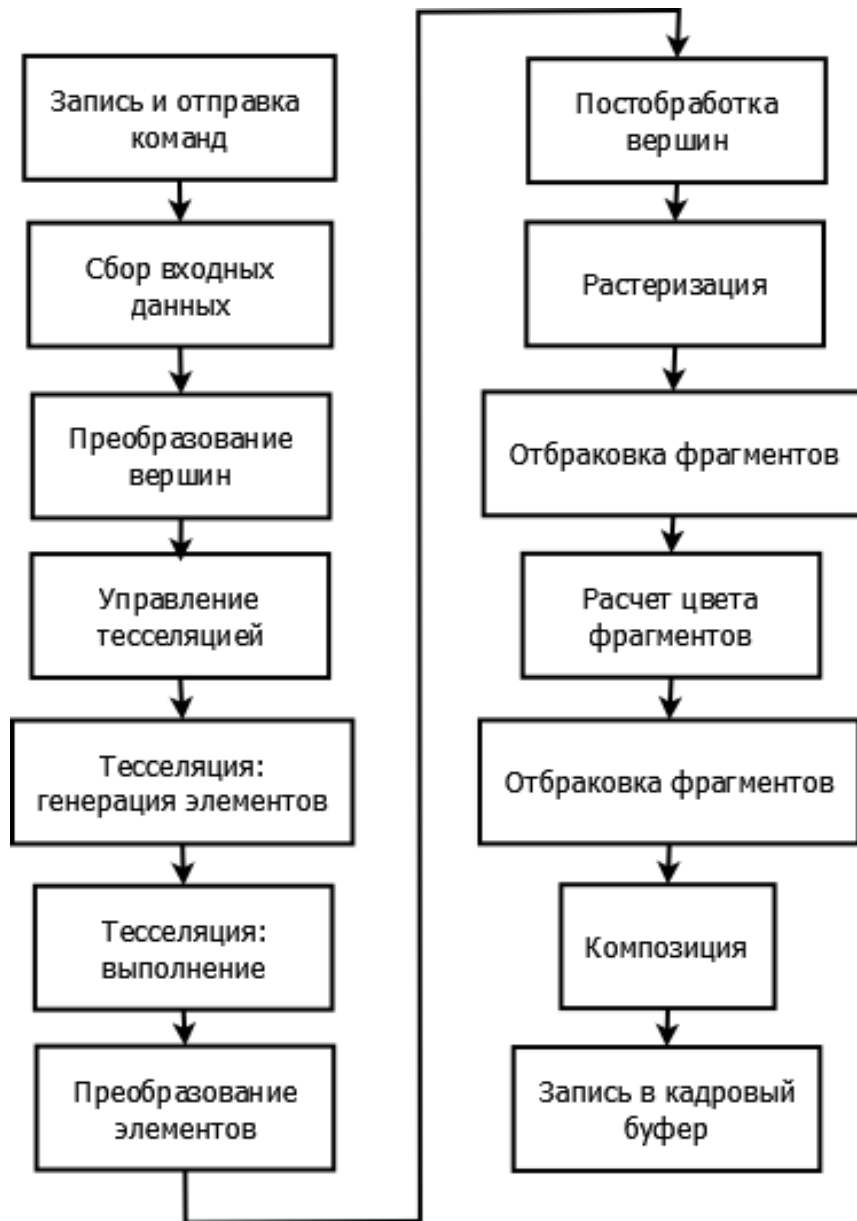 Запись и отправка
команд
Сбор входных
данных
Преобразование
вершин
Управление
тесселяцией
Тесселяция:
генерация элементов
Тесселяция:
выполнение
Преобразование
элементов
Постобработка
вершин
Растеризация
Отбраковка фрагментов
Расчет цвета
фрагментов
Отбраковка фрагментов
Композиция
Запись в кадровый
буфер